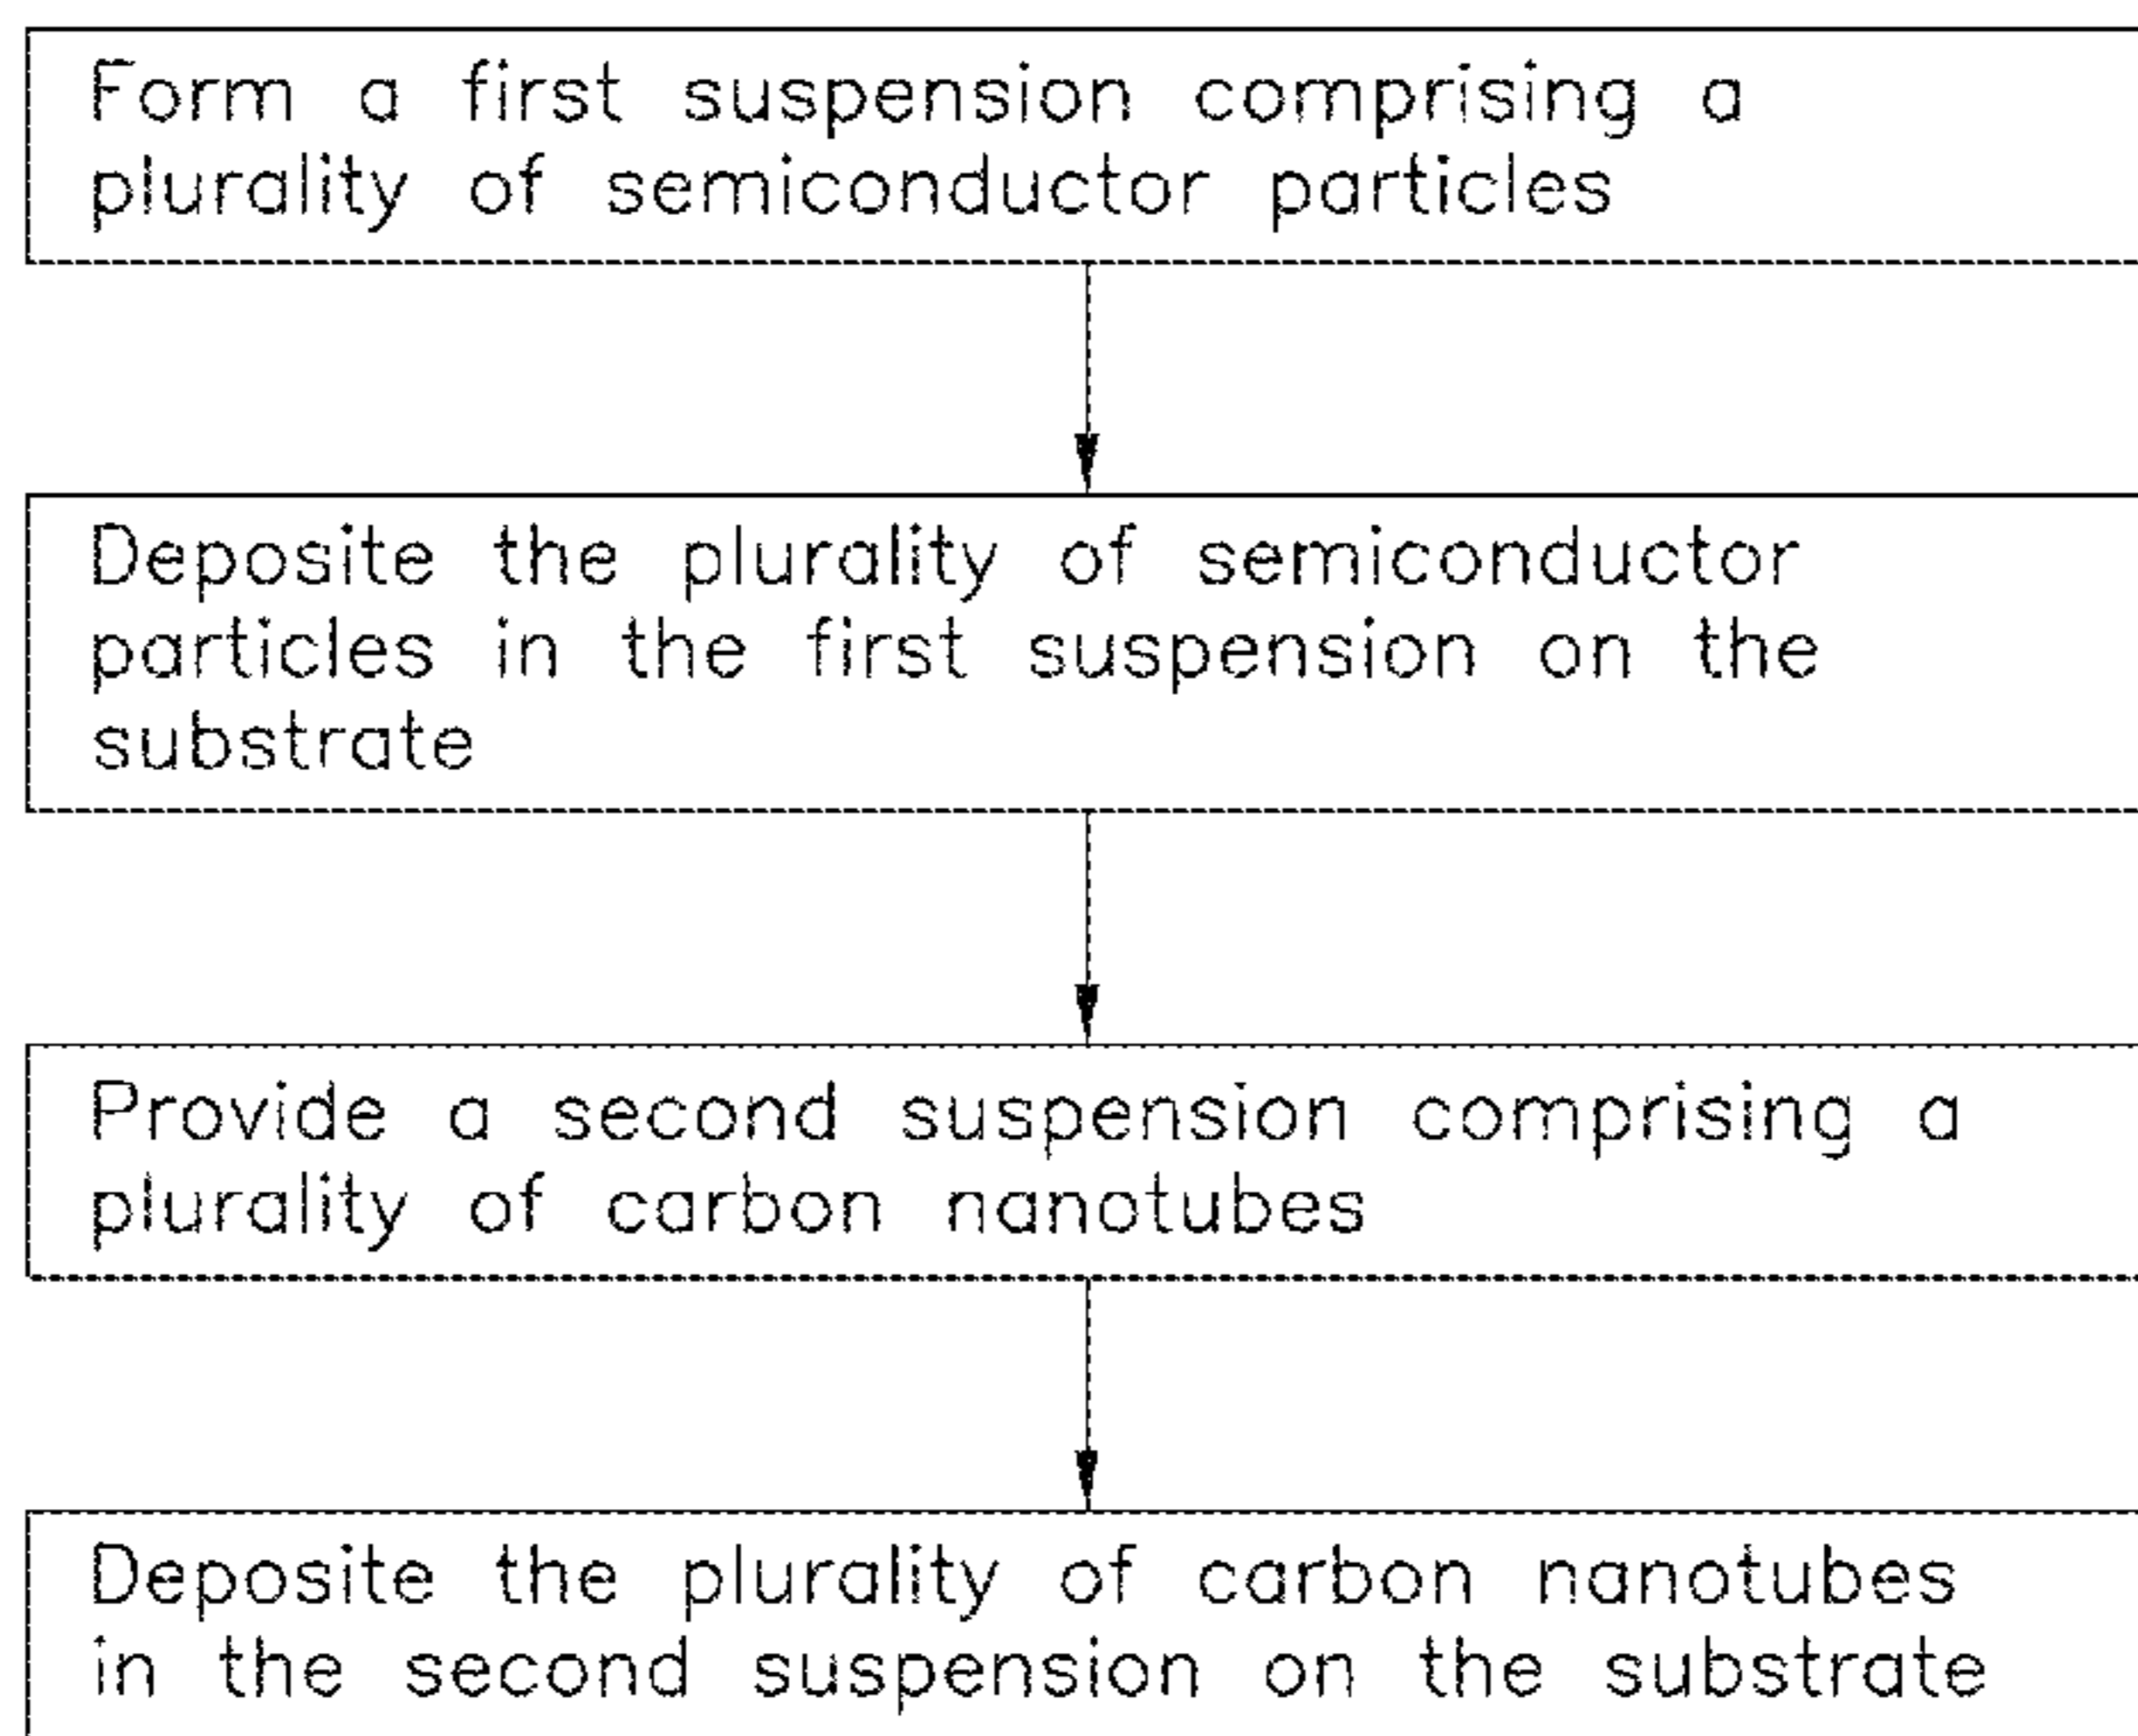 Form a first suspension comprising a
plurality of semiconductor particles
Deposite the plurality of semiconductor
particles in the first suspension on the
substrate
Provide a second suspension comprising a
plurality of carbon nanotubes
Deposite the plurality of carbon nanotubes
in the second suspension on the substrate